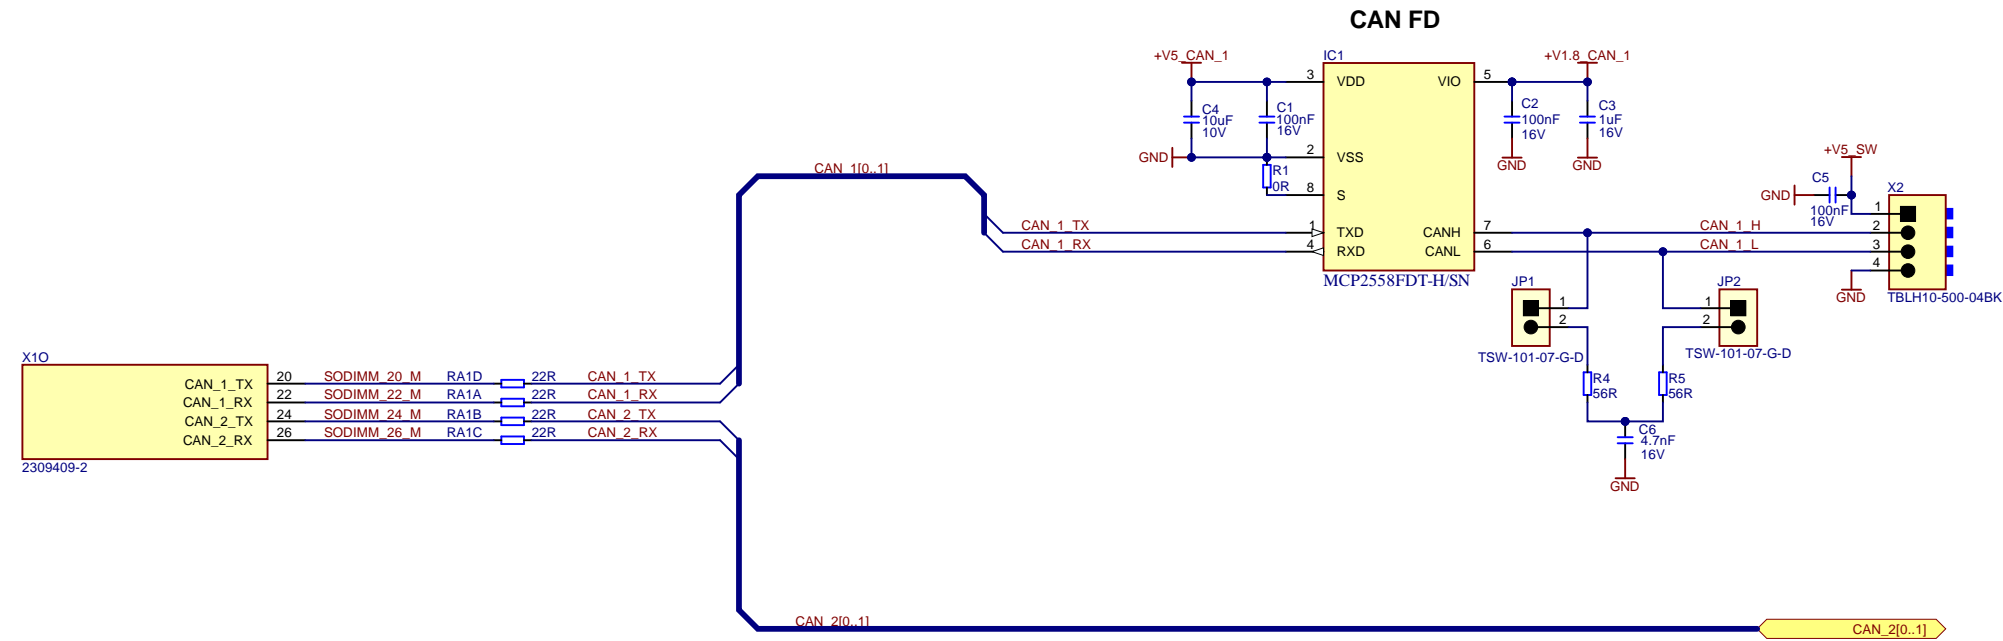 CAN FD
+V5_CAN_1
IC1
+V1.8_CAN_1
3
VDD
VIO
5
C4
10uF
10V
C1
100nF
16V
C2
100nF
16V
C3
1uF
16V
GND
2
VSS
GND
GND
R1
0R
8
S
CAN_1[0..1]
+V5_SW
C5
GND
100nF
16V
X2
CAN_1_TX
1
TXD
CANH
7
CAN_1_H
CAN_1_RX
4
RXD
CANL
6
CAN_1_L
1
2
3
4
GND
TBLH10-500-04BK
MCP2558FDT-H/SN
JP1
1
2
TSW-101-07-G-D
JP2
1
2
TSW-101-07-G-D
R4
56R
R5
56R
C6
4.7nF
16V
GND
X1O
CAN_1_TX
20
SODIMM_20_M
RA1D
22R
CAN_1_TX
CAN_1_RX
22
SODIMM_22_M
RA1A
22R
CAN_1_RX
CAN_2_TX
24
SODIMM_24_M
RA1B
22R
CAN_2_TX
CAN_2_RX
26
SODIMM_26_M
RA1C
22R
CAN_2_RX
2309409-2
CAN_2[0..1]
CAN_2[0..1]